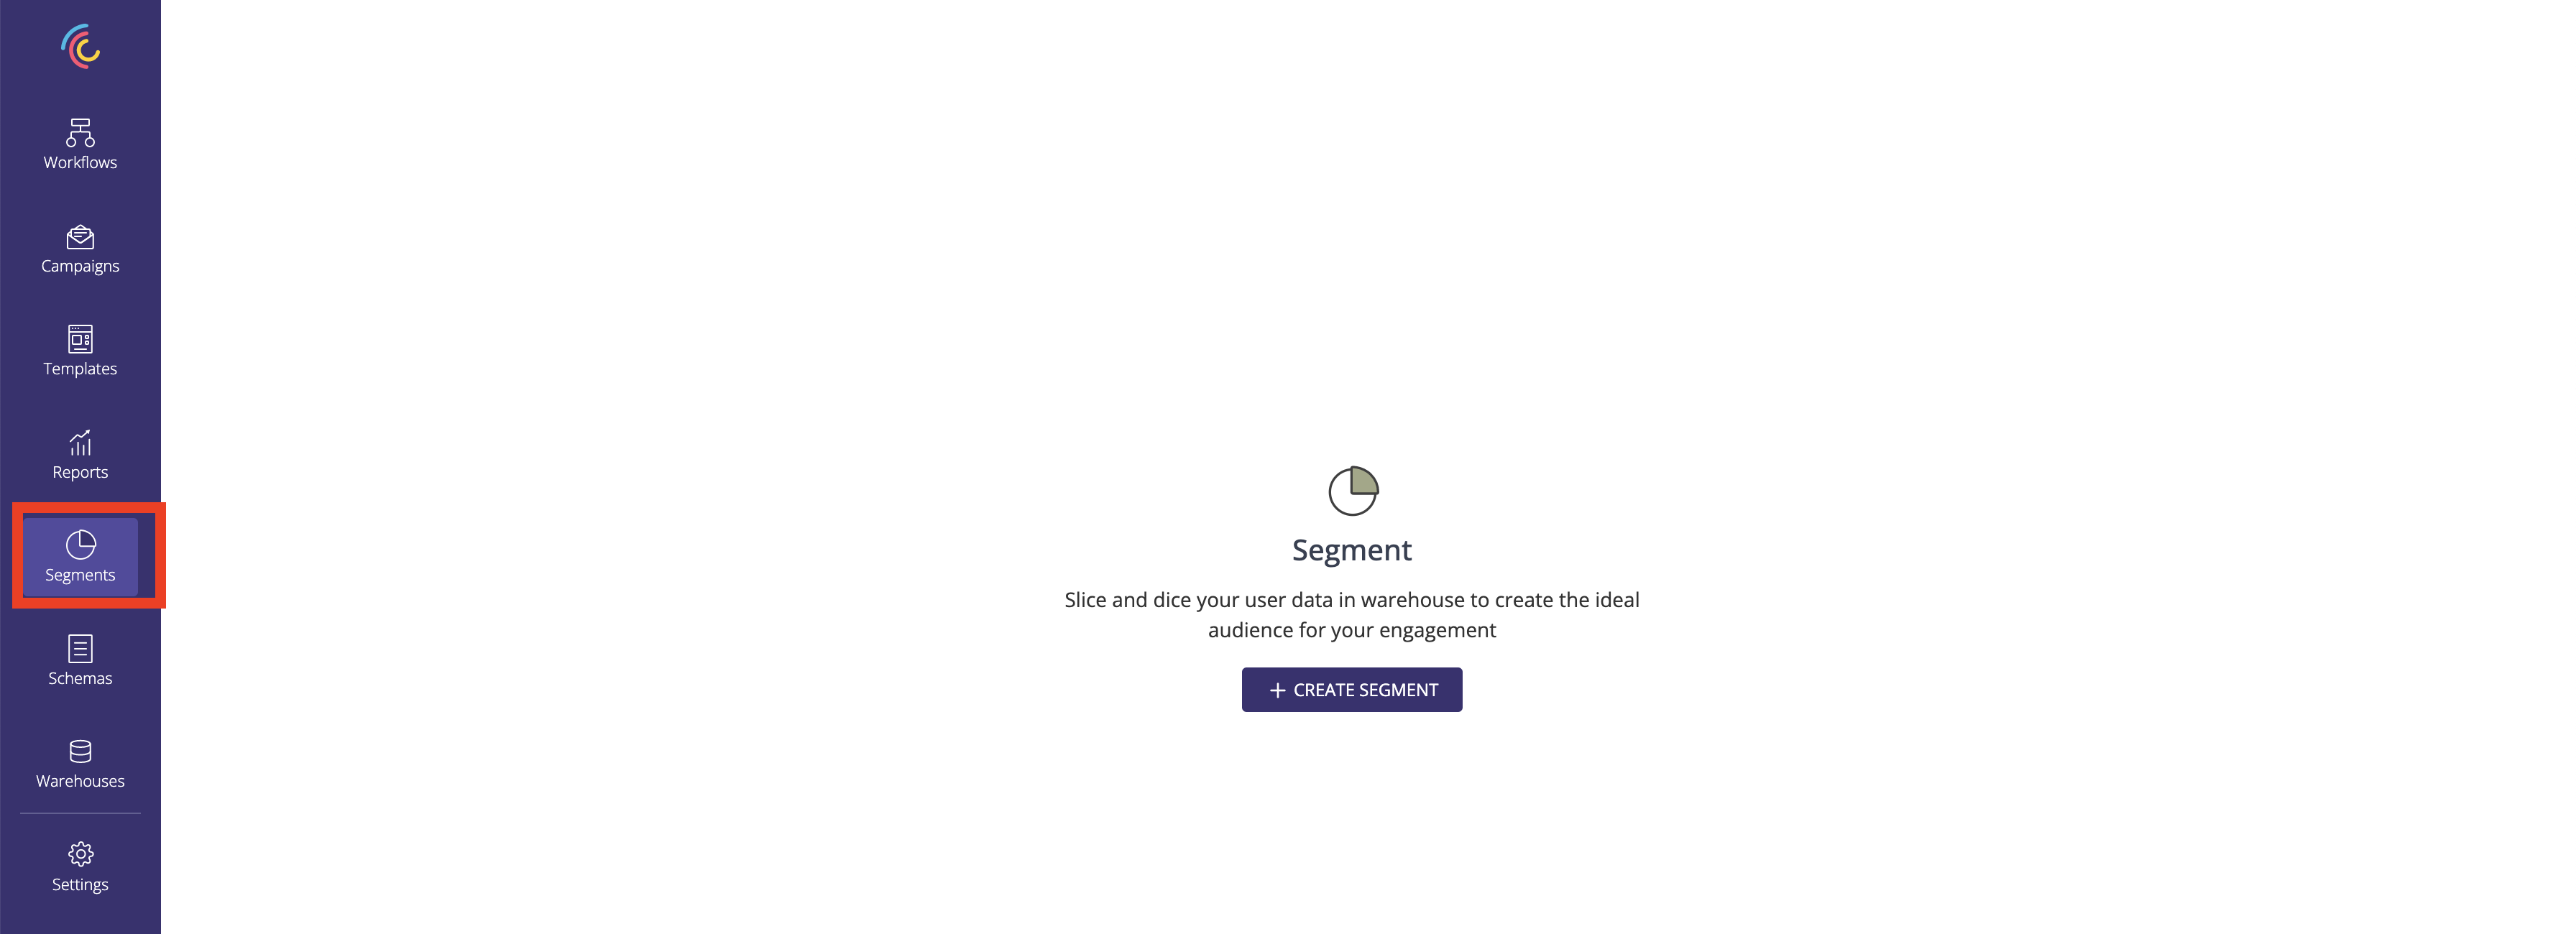 Workflows
Campaigns
Templates
Reports
Segments
Schemas
Warehouses
Settings
Segment
Slice and dice your user data in warehouse to create the ideal
audience for your engagement
+ CREATE SEGMENT